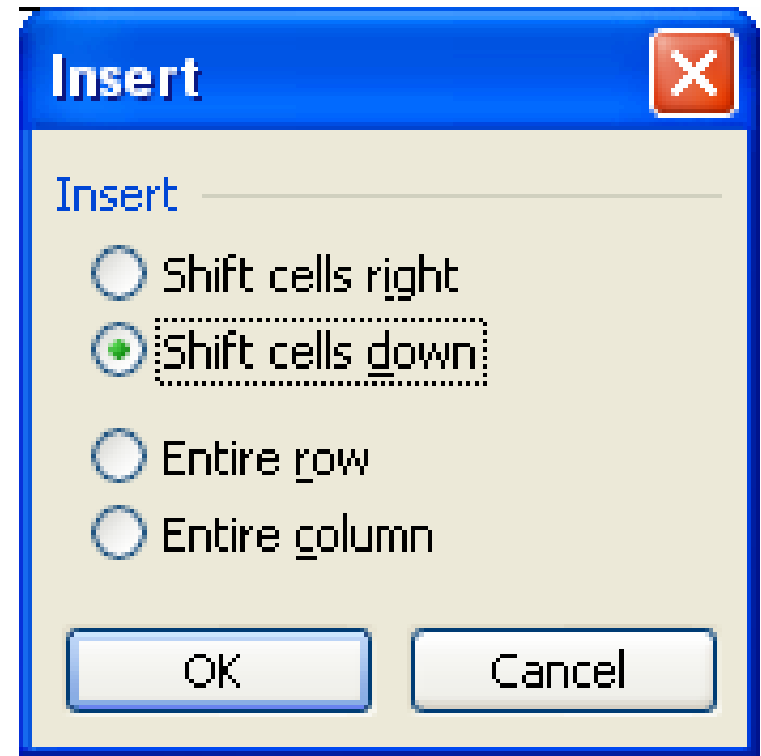 Insert
Insert
Shift cells right
Shift cells down
Entire row
Entire column
OK
Cancel